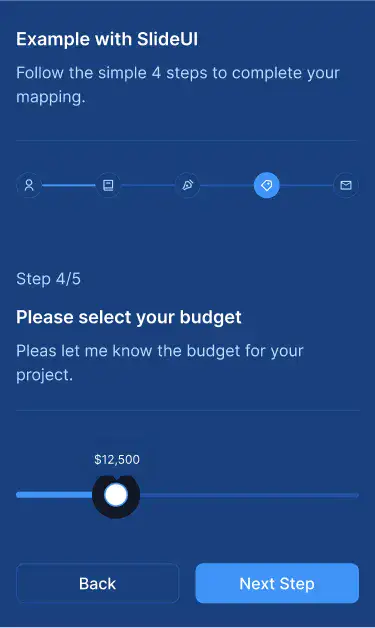 Example with SlideUI
Follow the simple 4 steps to complete your
mapping.
Step 4/5
Please select your budget
Pleas let me know the budget for your
project.
$12,500
Back
Next Step